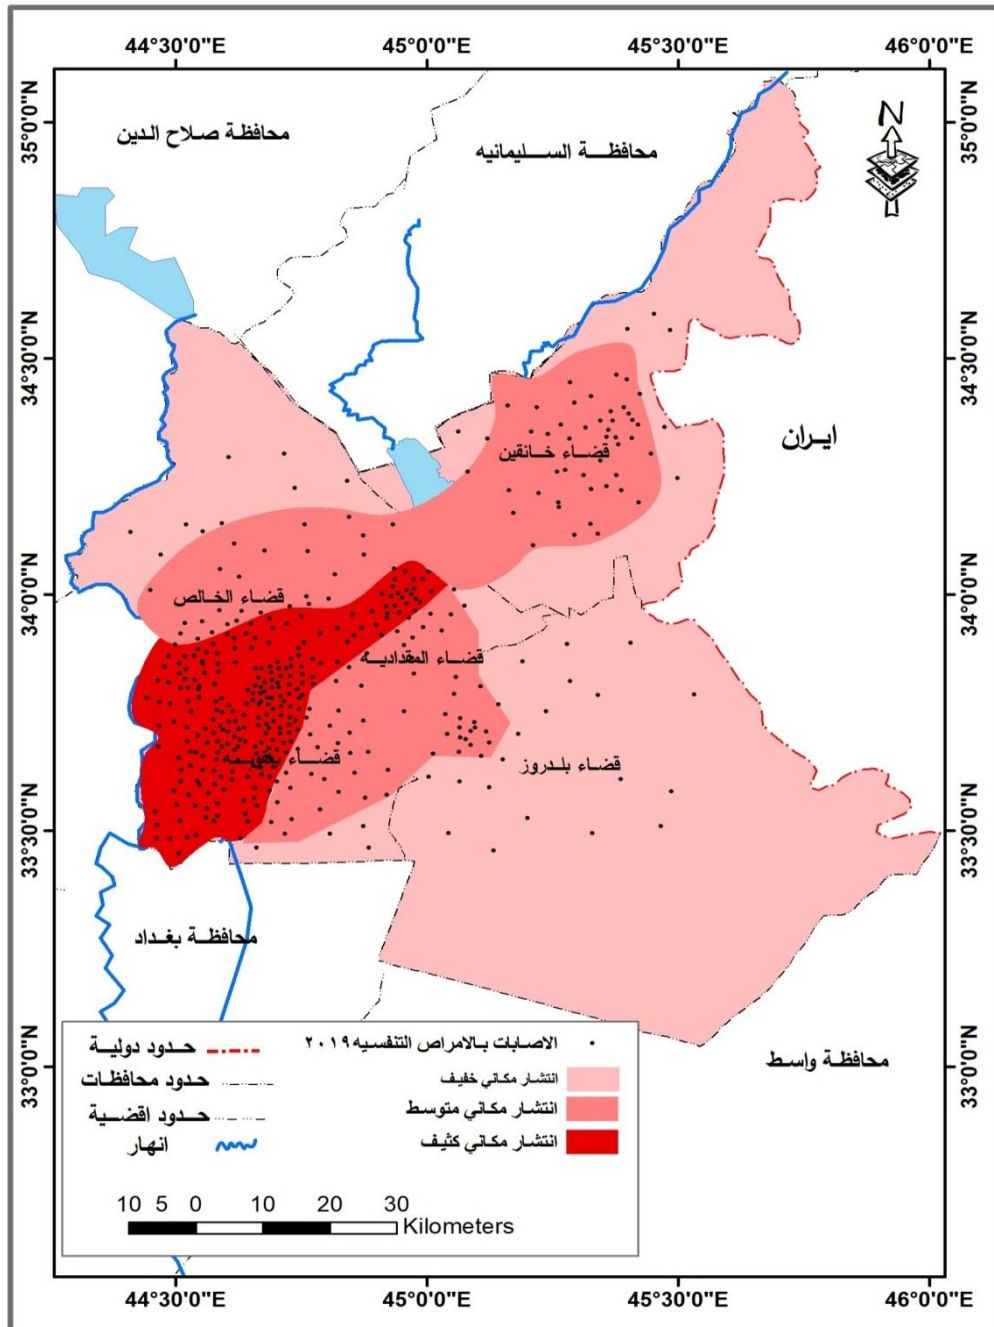 44°30'0"E 45°0'0"E 45°30'0"E 46°0'0"E
35°0'0"N 35°0'0"N
N
محافظة صلاح الدين
محافظة السليمانيه
34°30'0"N 34°30'0"N
ايران
قضاء خانقين
34°0'0"N 34°0'0"N
قضاء الخالص
قضاء المقداديه
قضاء بلدروز
قضاء
33°30'0"N 33°30'0"N
محافظة بغداد
محافظة واسط
33°0'0"N 33°0'0"N
الاصابات بالامراض التنفسيه ٢٠١٩
انتشار مكاني خفيف
انتشار مكاني متوسط
انتشار مكاني كثيف
حدود دولية
حدود محافظات
حدود اقضية
انهار
10 5 0 10 20 30
Kilometers
44°30'0"E 45°0'0"E 45°30'0"E 46°0'0"E